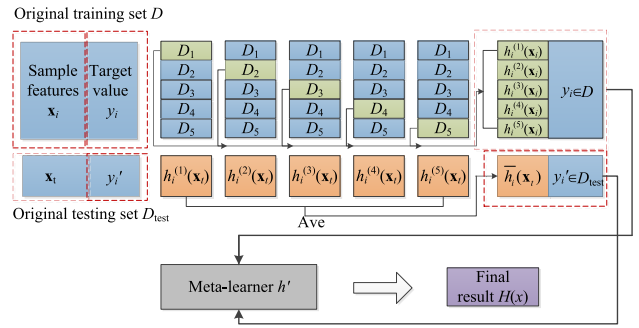 Original training set D
Sample features xᵢ
Target value yᵢ
D₁ D₁ D₁ D₁ D₁
D₂ D₂ D₂ D₂ D₂
D₃ D₃ D₃ D₃ D₃
D₄ D₄ D₄ D₄ D₄
D₅ D₅ D₅ D₅ D₅
hᵢ⁽¹⁾(xᵢ)
hᵢ⁽²⁾(xᵢ)
hᵢ⁽³⁾(xᵢ)
hᵢ⁽⁴⁾(xᵢ)
hᵢ⁽⁵⁾(xᵢ)
yᵢ∈D
xₜ
yᵢ′
hᵢ⁽¹⁾(xₜ) hᵢ⁽²⁾(xₜ) hᵢ⁽³⁾(xₜ) hᵢ⁽⁴⁾(xₜ) hᵢ⁽⁵⁾(xₜ)
h̅ᵢ(xₜ)
yᵢ′∈D_test
Original testing set D_test
Ave
Meta-learner h′
Final
result H(x)